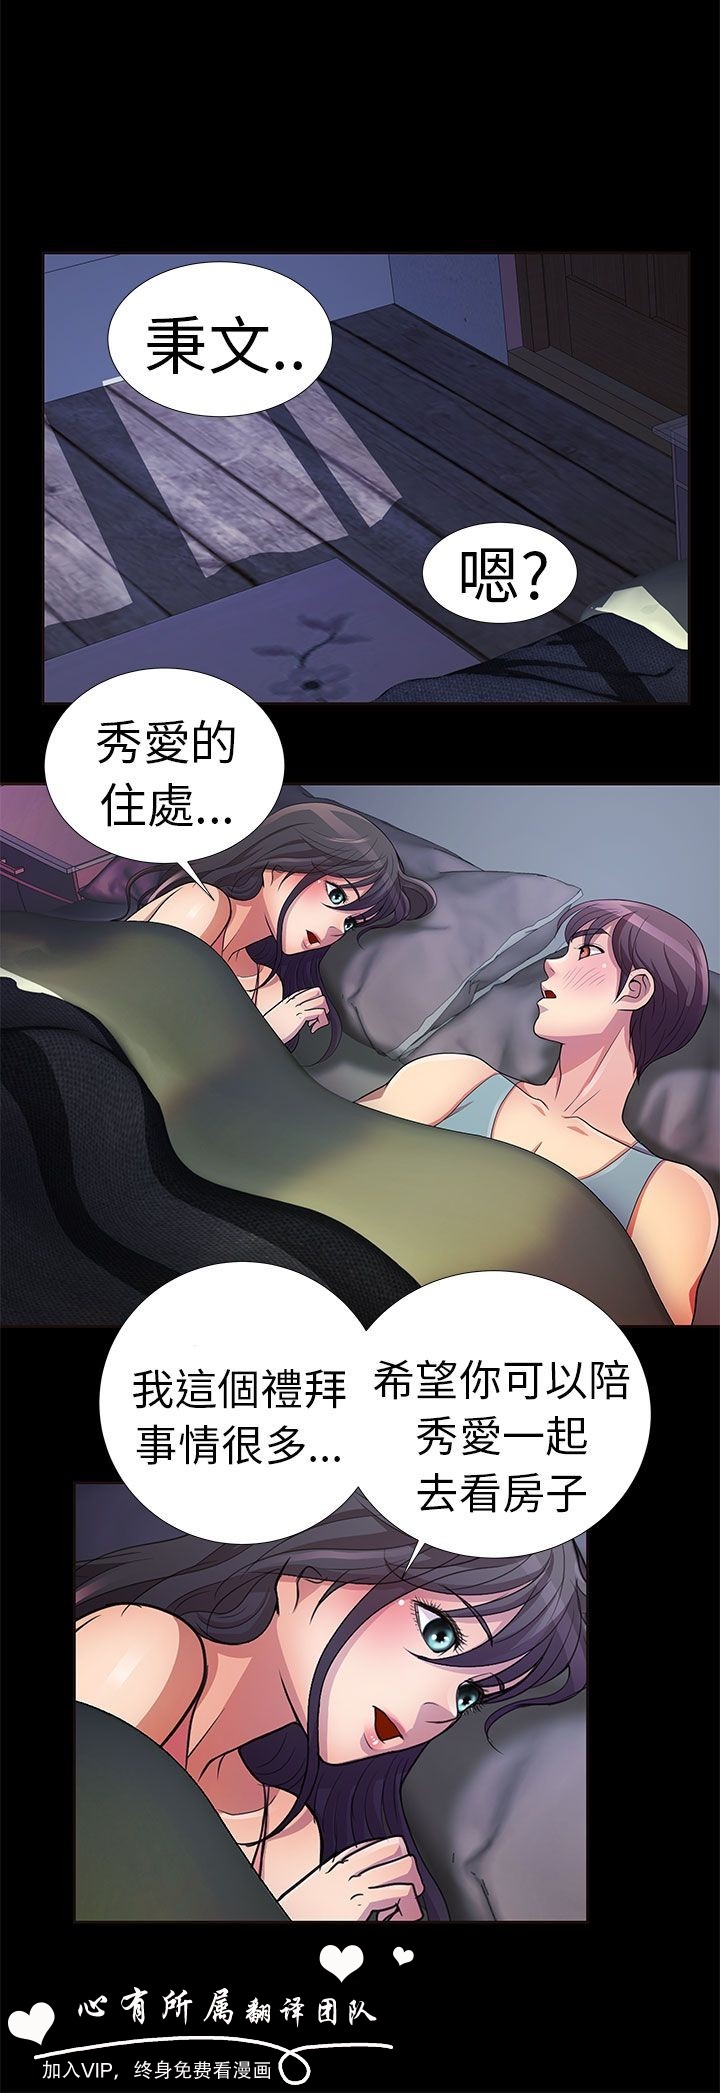 秉文..
嗯?
秀愛的
住處...
我這個禮拜
事情很多...
希望你可以陪
秀愛一起
去看房子
心有所属翻译团队
加入VIP，终身免费看漫画